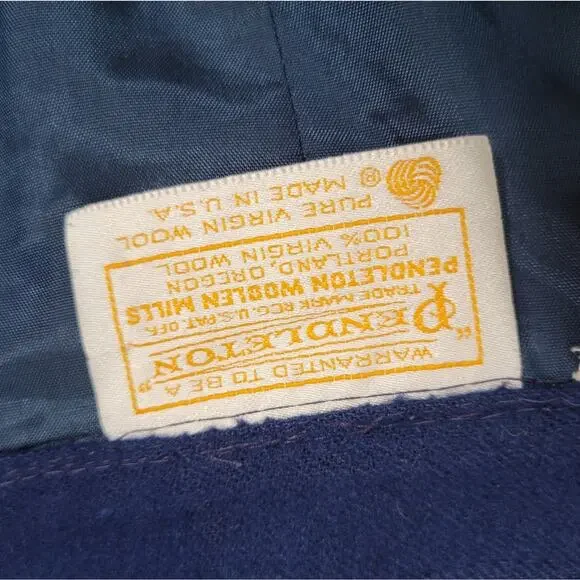 WARRANTED TO BE A
"PENDLETON"
TRADE MARK REG. U.S. PAT. OFF.
PENDLETON WOOLEN MILLS
PORTLAND, OREGON
100% VIRGIN WOOL
PURE VIRGIN WOOL
® MADE IN U.S.A.